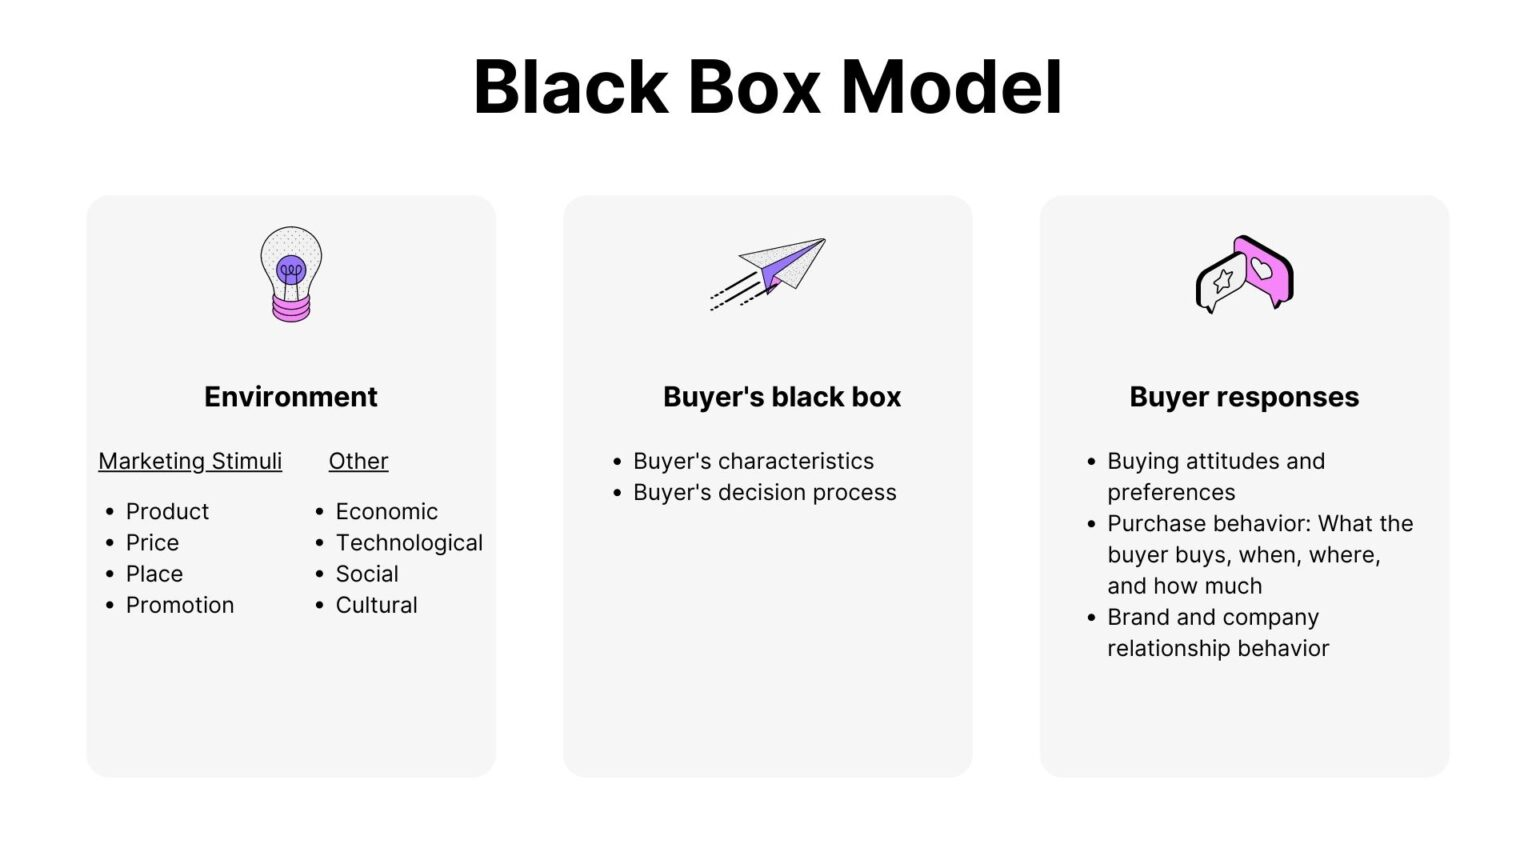 Black Box Model
Environment
Marketing Stimuli
• Product
• Price
• Place
• Promotion
Other
• Economic
• Technological
• Social
• Cultural
Buyer's black box
• Buyer's characteristics
• Buyer's decision process
Buyer responses
• Buying attitudes and
preferences
• Purchase behavior: What the
buyer buys, when, where,
and how much
• Brand and company
relationship behavior